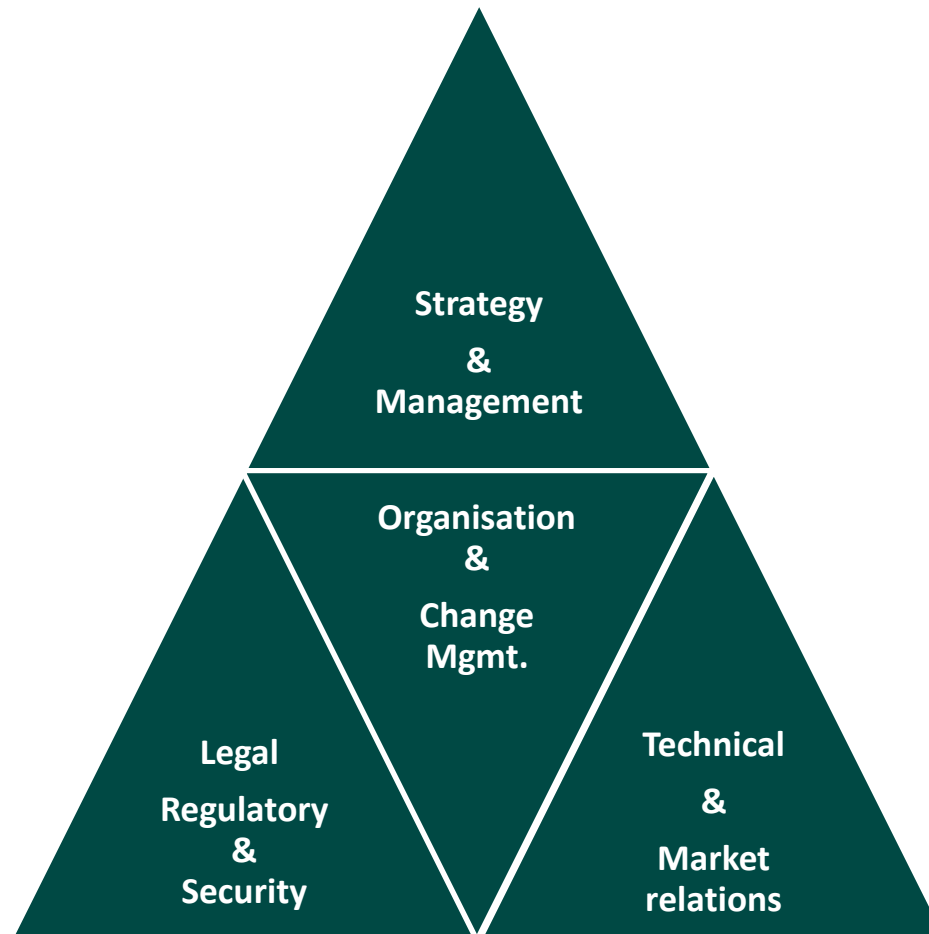 Strategy
&
Management
Organisation
&
Change
Mgmt.
Legal
Regulatory
&
Security
Technical
&
Market
relations